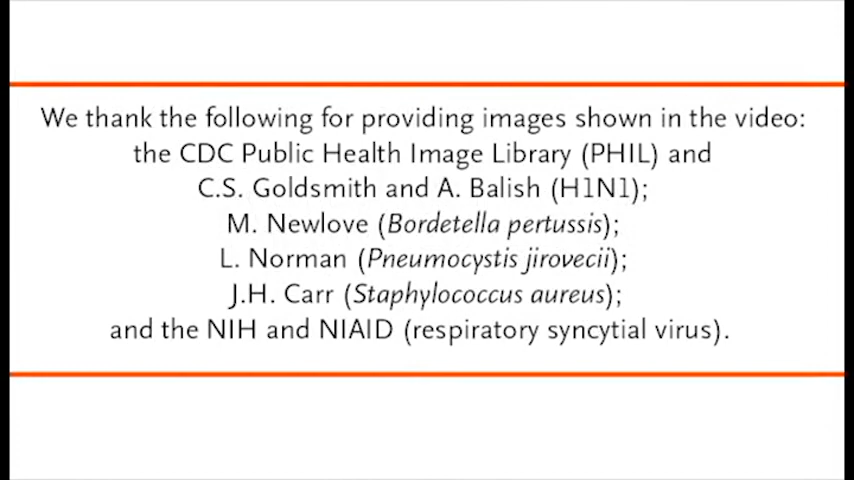 We thank the following for providing images shown in the video:
the CDC Public Health Image Library (PHIL) and
C.S. Goldsmith and A. Balish (H1N1);
M. Newlove (Bordetella pertussis);
L. Norman (Pneumocystis jirovecii);
J.H. Carr (Staphylococcus aureus);
and the NIH and NIAID (respiratory syncytial virus).